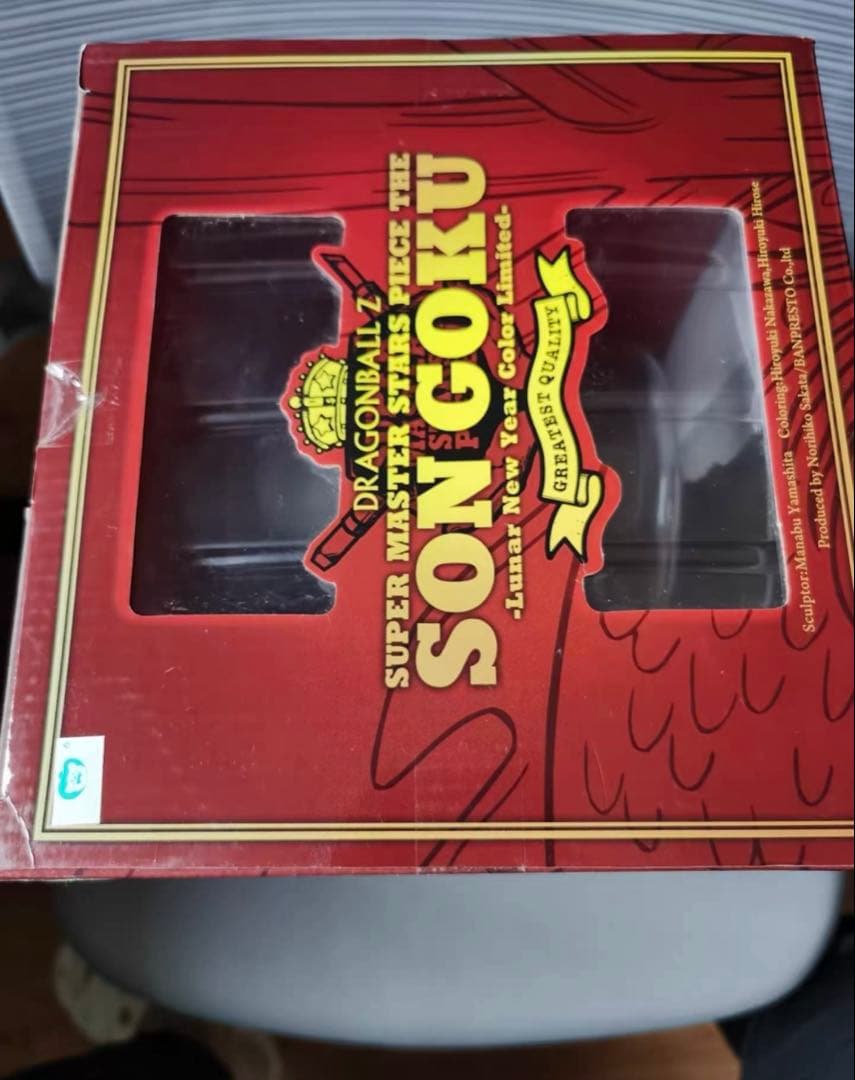 DRAGONBALL Z
SUPER MASTER STARS PIECE THE
SON GOKU
-Lunar New Year Color Limited-
GREATEST QUALITY
Sculptor:Manabu Yamashita Coloring:Hiroyuki Nakazawa,Hiroyuki Hirose
Produced by Norihiko Sakata/BANPRESTO Co.,ltd